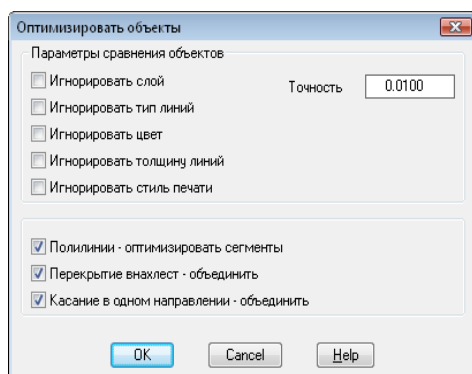 Оптимизировать объекты
Параметры сравнения объектов
Игнорировать слой
Точность 0.0100
Игнорировать тип линий
Игнорировать цвет
Игнорировать толщину линий
Игнорировать стиль печати
Полилинии - оптимизировать сегменты
Перекрытие внахлест - объединить
Касание в одном направлении - объединить
OK Cancel Help